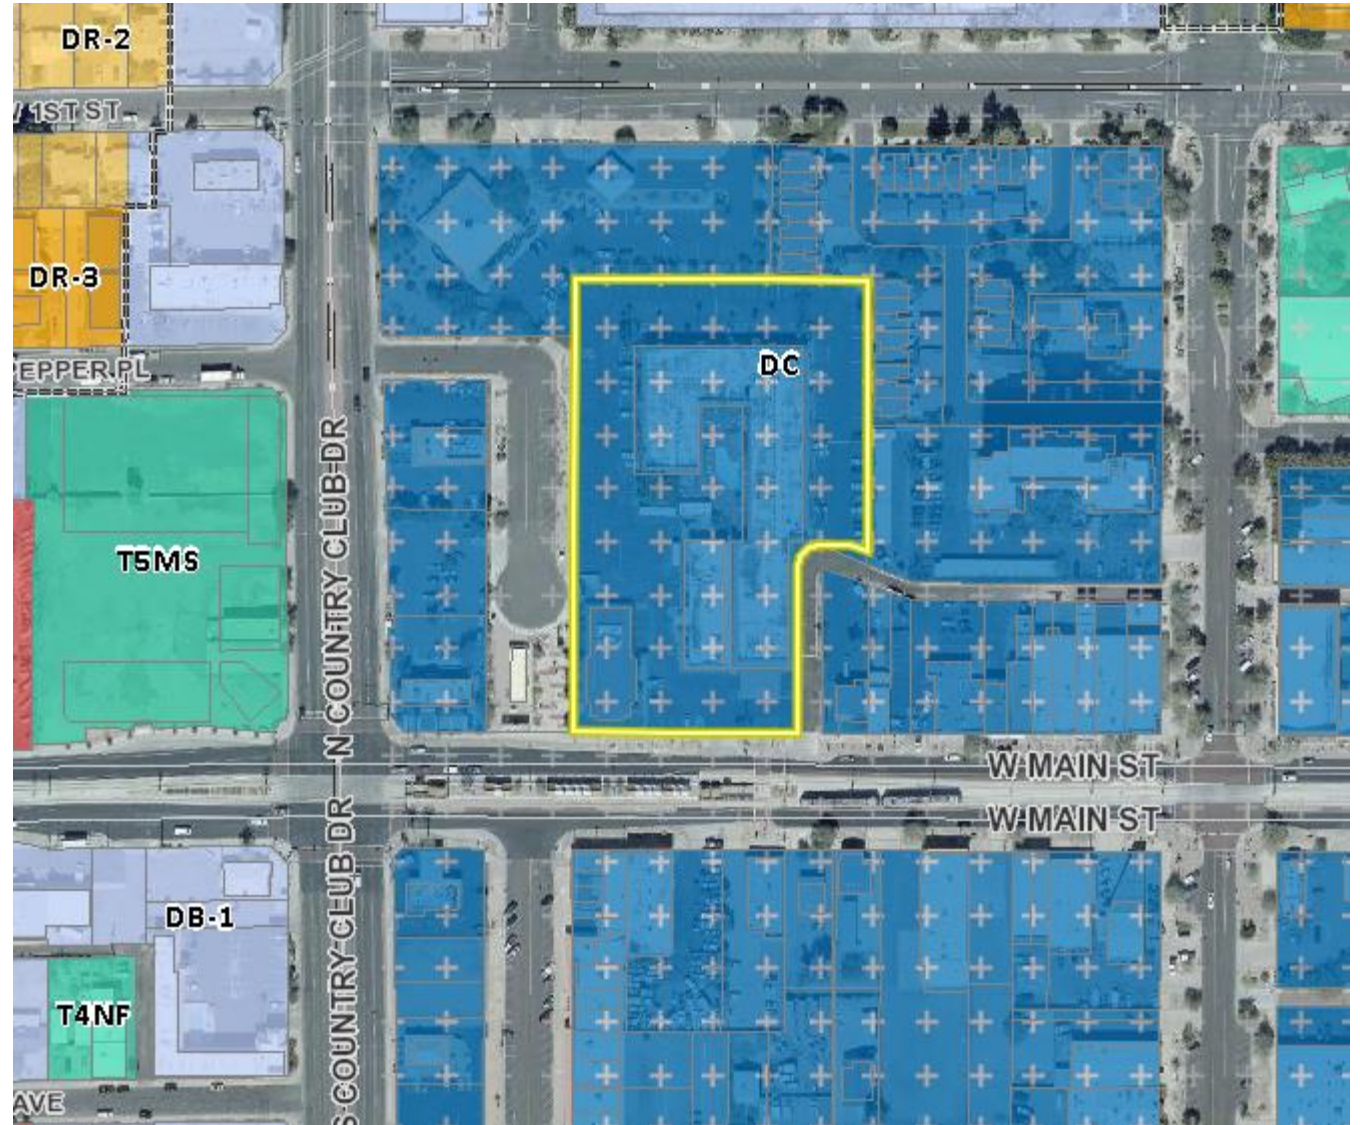 DR-2
/ 1ST ST
DR-3
EPPER PL
DC
N COUNTRY CLUB DR
T5MS
W MAIN ST
W MAIN ST
S COUNTRY CLUB DR
DB-1
T4NF
AVE